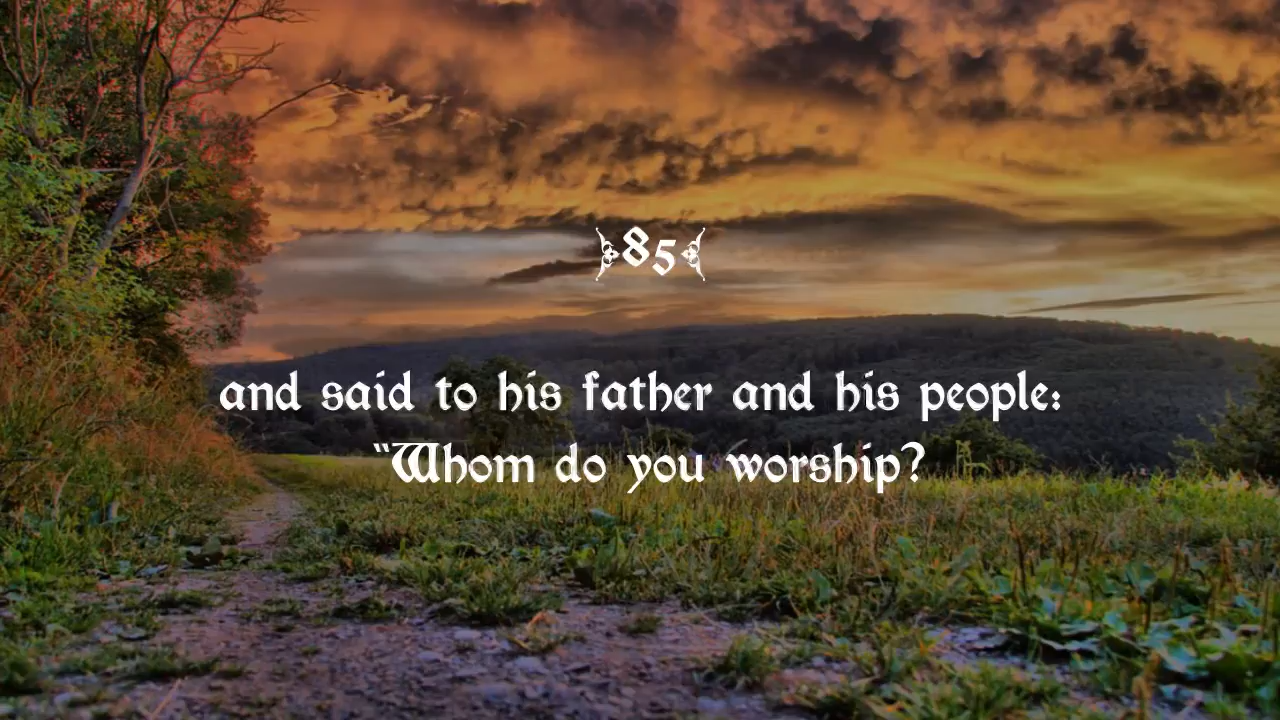 85
and said to his father and his people:
“Whom do you worship?